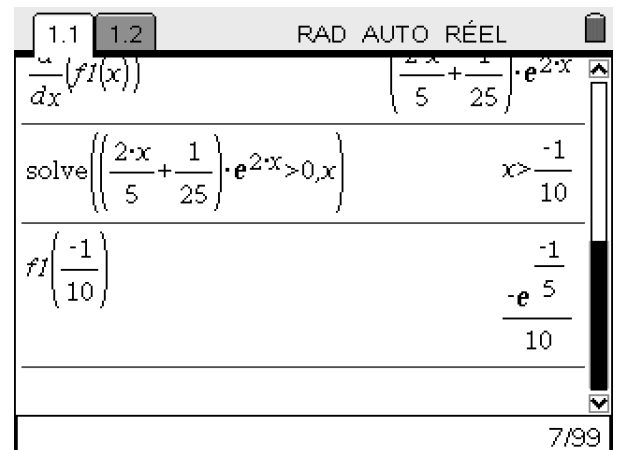 1.1 1.2 RAD AUTO RÉEL
d/dx(f1(x)) (2·x/5+1/25)·e^2·x
solve((2·x/5+1/25)·e^2·x>0,x) x>-1/10
f1(-1/10) -e^(-1/5)/10
7/99